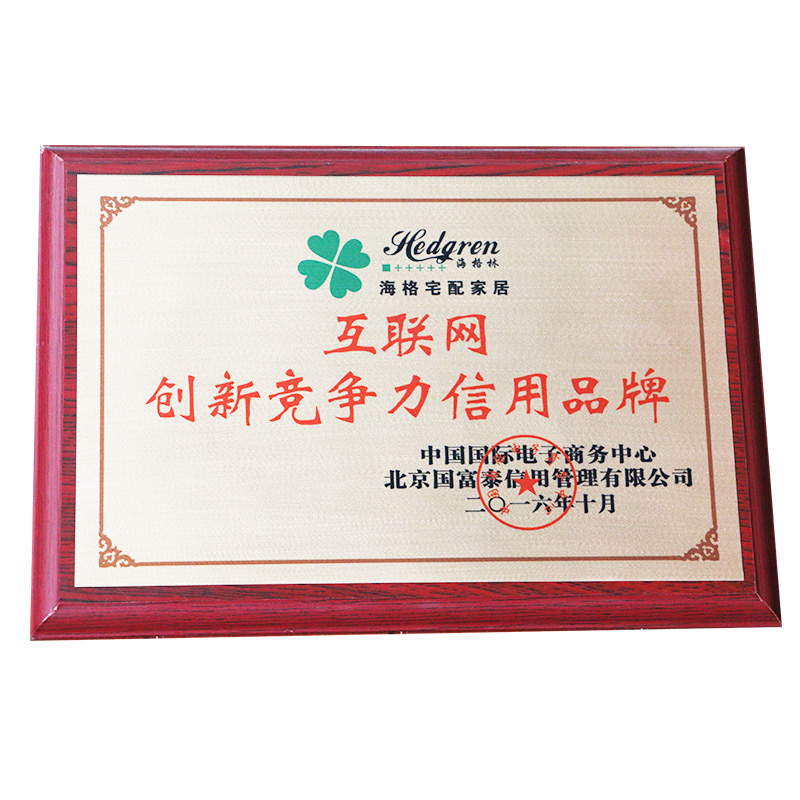 Hedgren
海格林
海格宅配家居
互联网
创新竞争力信用品牌
中国国际电子商务中心
北京国富泰信用管理有限公司
二〇一六年十月